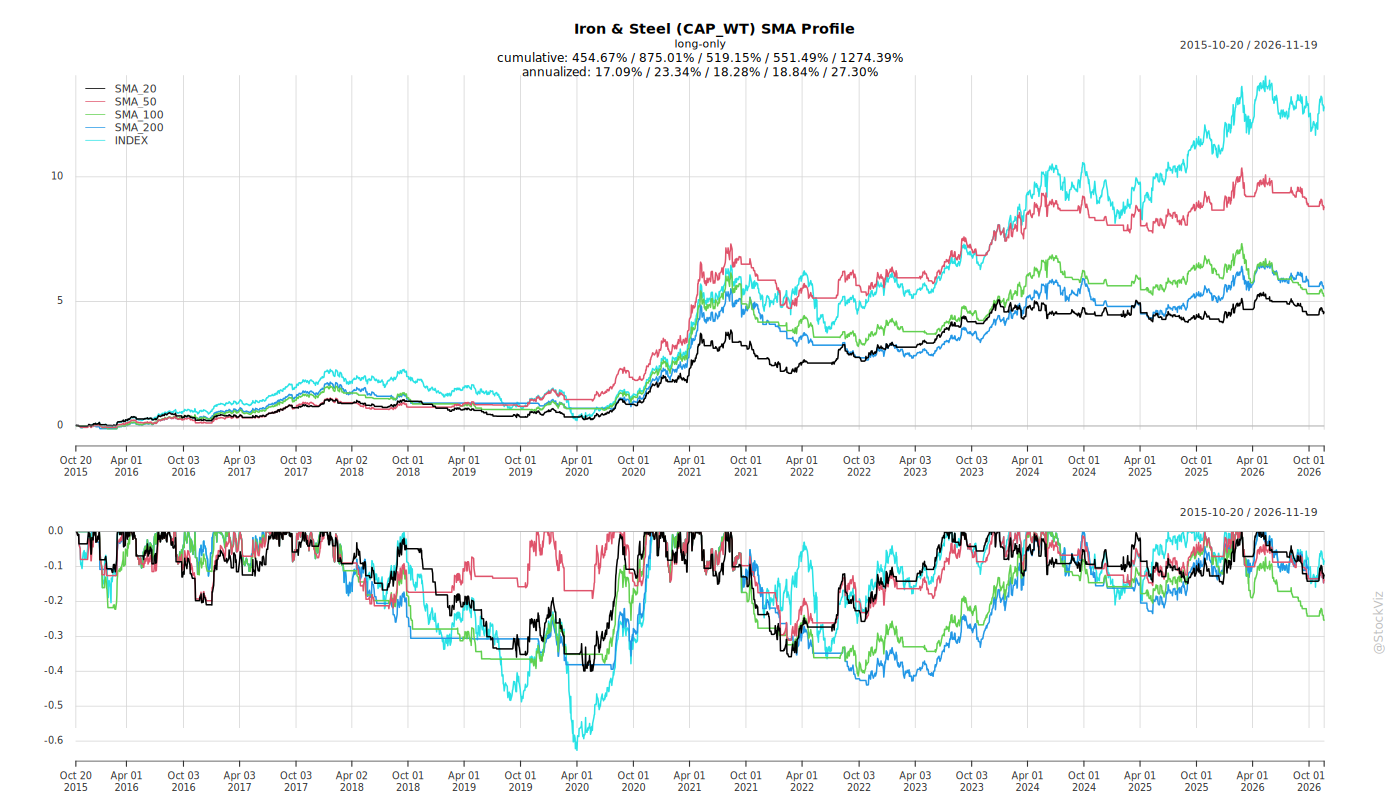 Iron & Steel (CAP_WT) SMA Profile
long-only
2015-10-20 / 2026-11-19
cumulative: 454.67% / 875.01% / 519.15% / 551.49% / 1274.39%
annualized: 17.09% / 23.34% / 18.28% / 18.84% / 27.30%
SMA_20
SMA_50
SMA_100
SMA_200
INDEX
10
5
0
Oct 20 Apr 01 Oct 03 Apr 03 Oct 03 Apr 02 Oct 01 Apr 01 Oct 01 Apr 01 Oct 01 Apr 01 Oct 01 Apr 01 Oct 03 Apr 03 Oct 03 Apr 01 Oct 01 Apr 01 Oct 01 Apr 01 Oct 01
2015 2016 2016 2017 2017 2018 2018 2019 2019 2020 2020 2021 2021 2022 2022 2023 2023 2024 2024 2025 2025 2026 2026
2015-10-20 / 2026-11-19
0.0
-0.1
-0.2
-0.3
-0.4
-0.5
-0.6
Oct 20 Apr 01 Oct 03 Apr 03 Oct 03 Apr 02 Oct 01 Apr 01 Oct 01 Apr 01 Oct 01 Apr 01 Oct 01 Apr 01 Oct 03 Apr 03 Oct 03 Apr 01 Oct 01 Apr 01 Oct 01 Apr 01 Oct 01
2015 2016 2016 2017 2017 2018 2018 2019 2019 2020 2020 2021 2021 2022 2022 2023 2023 2024 2024 2025 2025 2026 2026
@StockViz